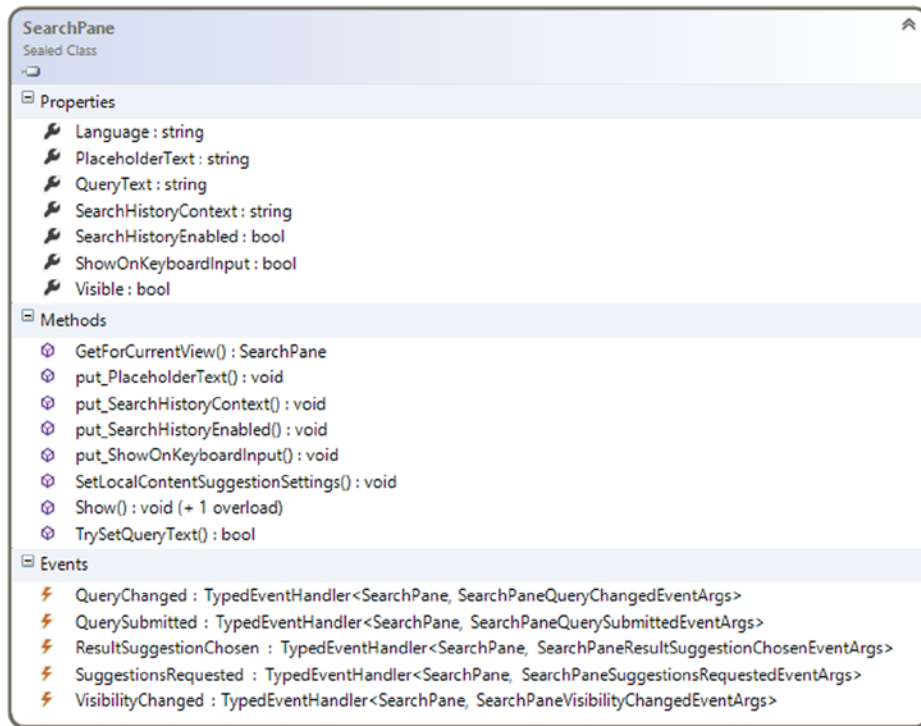 SearchPane
Sealed Class
Properties
Language : string
PlaceholderText : string
QueryText : string
SearchHistoryContext : string
SearchHistoryEnabled : bool
ShowOnKeyboardInput : bool
Visible : bool
Methods
GetForCurrentView() : SearchPane
put_PlaceholderText() : void
put_SearchHistoryContext() : void
put_SearchHistoryEnabled() : void
put_ShowOnKeyboardInput() : void
SetLocalContentSuggestionSettings() : void
Show() : void (+ 1 overload)
TrySetQueryText() : bool
Events
QueryChanged : TypedEventHandler<SearchPane, SearchPaneQueryChangedEventArgs>
QuerySubmitted : TypedEventHandler<SearchPane, SearchPaneQuerySubmittedEventArgs>
ResultSuggestionChosen : TypedEventHandler<SearchPane, SearchPaneResultSuggestionChosenEventArgs>
SuggestionsRequested : TypedEventHandler<SearchPane, SearchPaneSuggestionsRequestedEventArgs>
VisibilityChanged : TypedEventHandler<SearchPane, SearchPaneVisibilityChangedEventArgs>